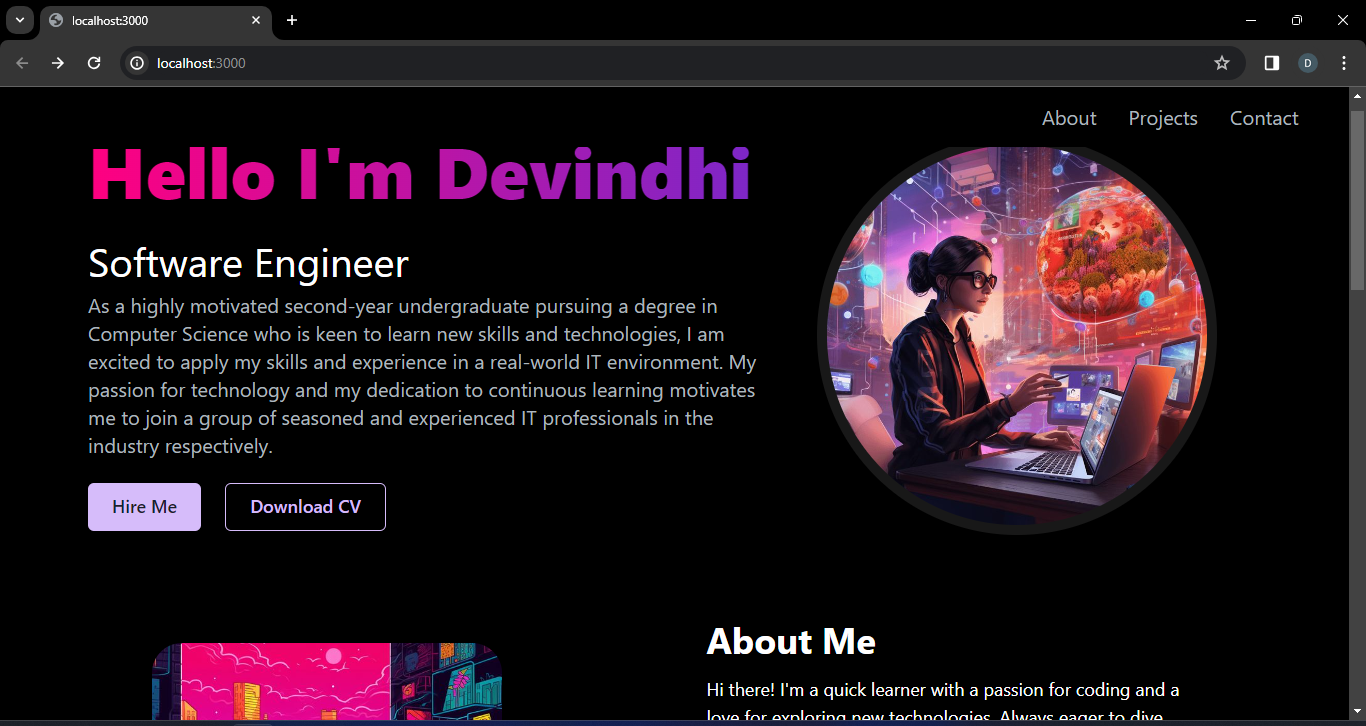 localhost:3000
localhost:3000
D
About Projects Contact
Hello I'm Devindhi
Software Engineer
As a highly motivated second-year undergraduate pursuing a degree in
Computer Science who is keen to learn new skills and technologies, I am
excited to apply my skills and experience in a real-world IT environment. My
passion for technology and my dedication to continuous learning motivates
me to join a group of seasoned and experienced IT professionals in the
industry respectively.
Hire Me Download CV
About Me
Hi there! I'm a quick learner with a passion for coding and a
love for exploring new technologies. Always eager to dive